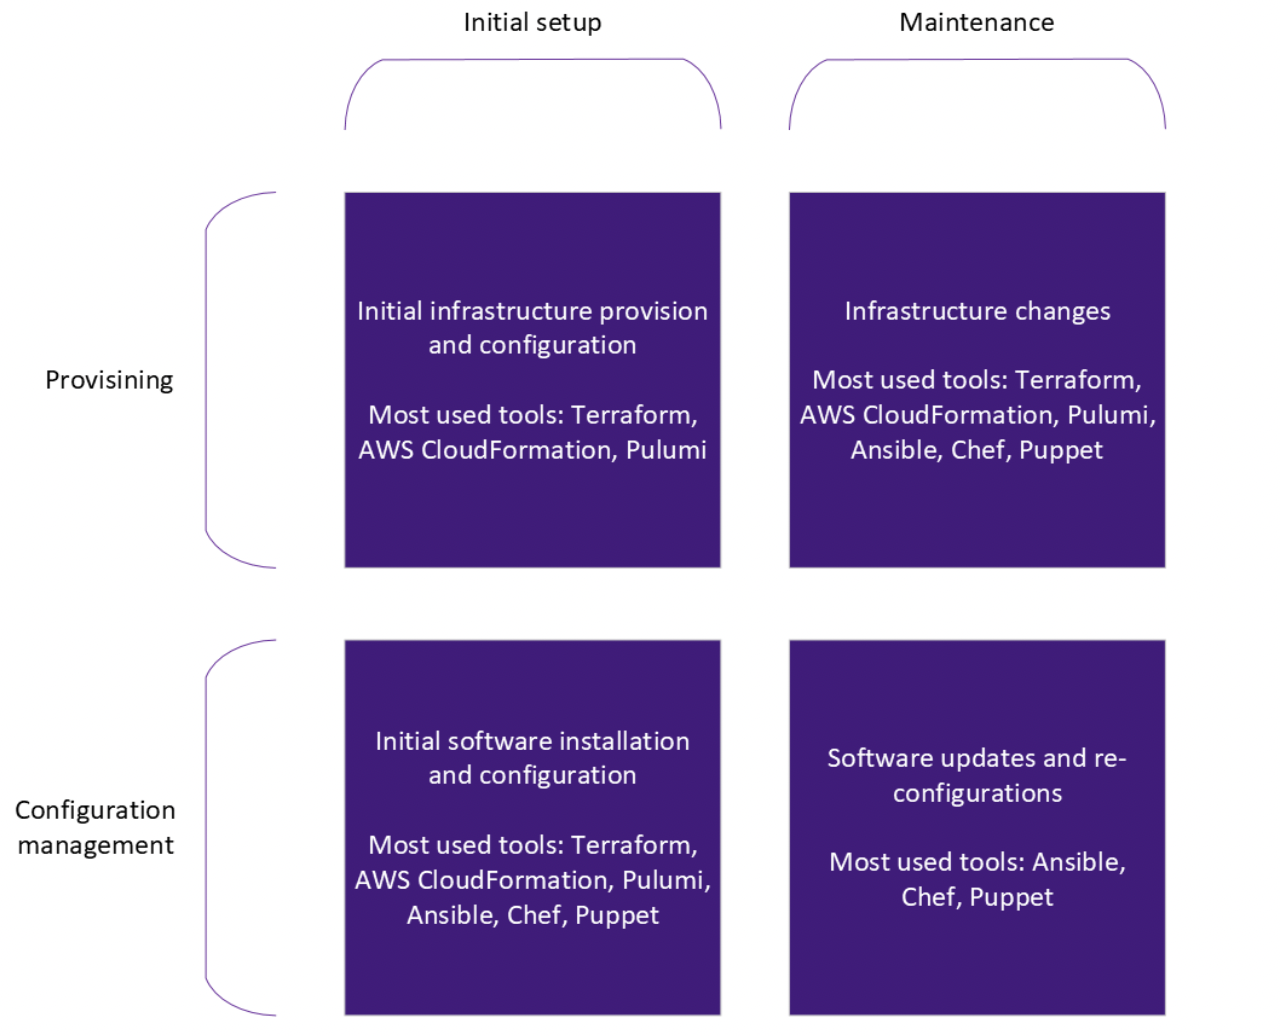 Initial setup
Maintenance
Provisining
Initial infrastructure provision
and configuration
Most used tools: Terraform,
AWS CloudFormation, Pulumi
Infrastructure changes
Most used tools: Terraform,
AWS CloudFormation, Pulumi,
Ansible, Chef, Puppet
Configuration
management
Initial software installation
and configuration
Most used tools: Terraform,
AWS CloudFormation, Pulumi,
Ansible, Chef, Puppet
Software updates and re-
configurations
Most used tools: Ansible,
Chef, Puppet